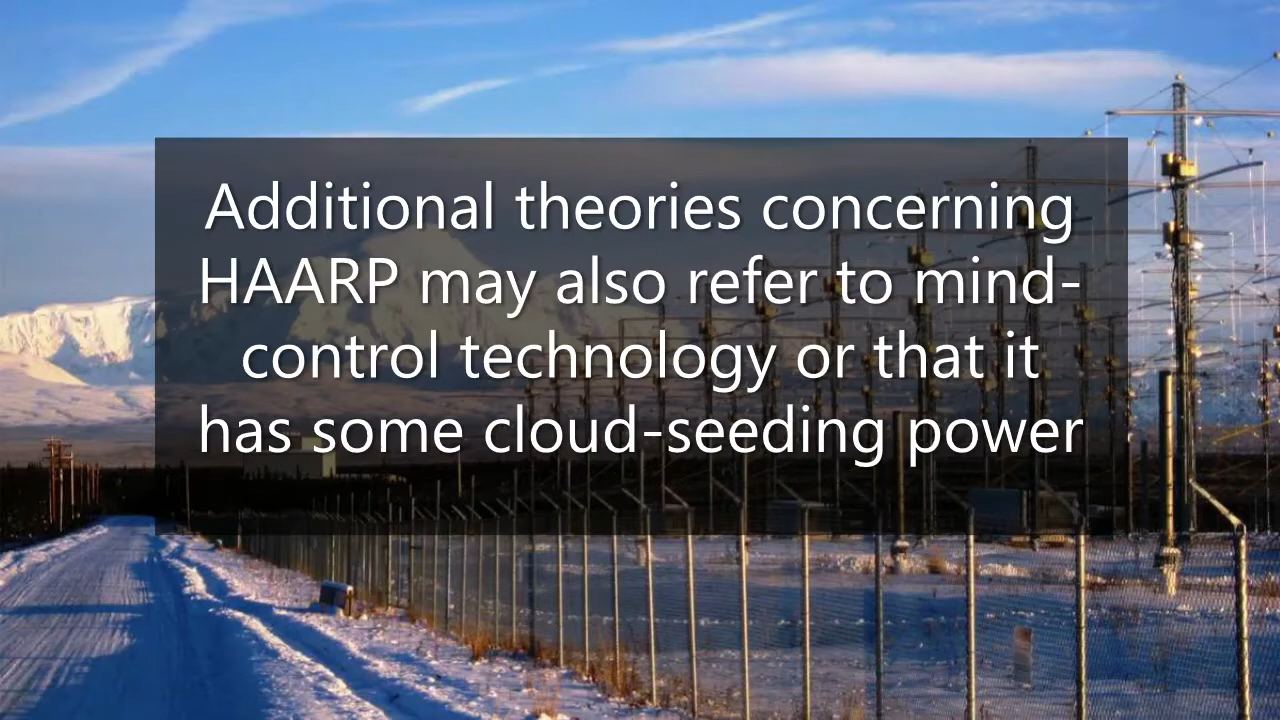 Additional theories concerning
HAARP may also refer to mind-
control technology or that it
has some cloud-seeding power